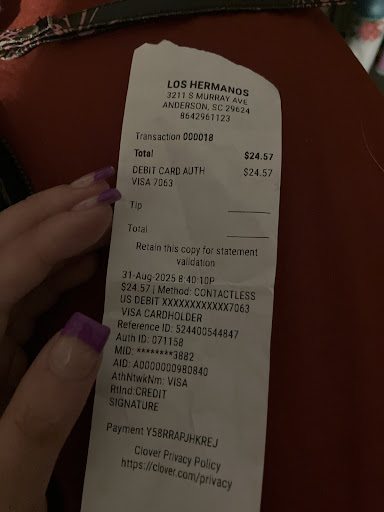 LOS HERMANOS
3211 S MURRAY AVE
ANDERSON, SC 29624
8642961123
Transaction 000018
Total $24.57
DEBIT CARD AUTH $24.57
VISA 7063
Tip
Total
Retain this copy for statement
validation
31-Aug-2025 8:40:10P
$24.57 | Method: CONTACTLESS
US DEBIT XXXXXXXXXXXX7063
VISA CARDHOLDER
Reference ID: 524400544847
Auth ID: 071158
MID: ********3882
AID: A0000000980840
AthNtwkNm: VISA
RtInd:CREDIT
SIGNATURE
Payment Y58RRAPJHKREJ
Clover Privacy Policy
https://clover.com/privacy